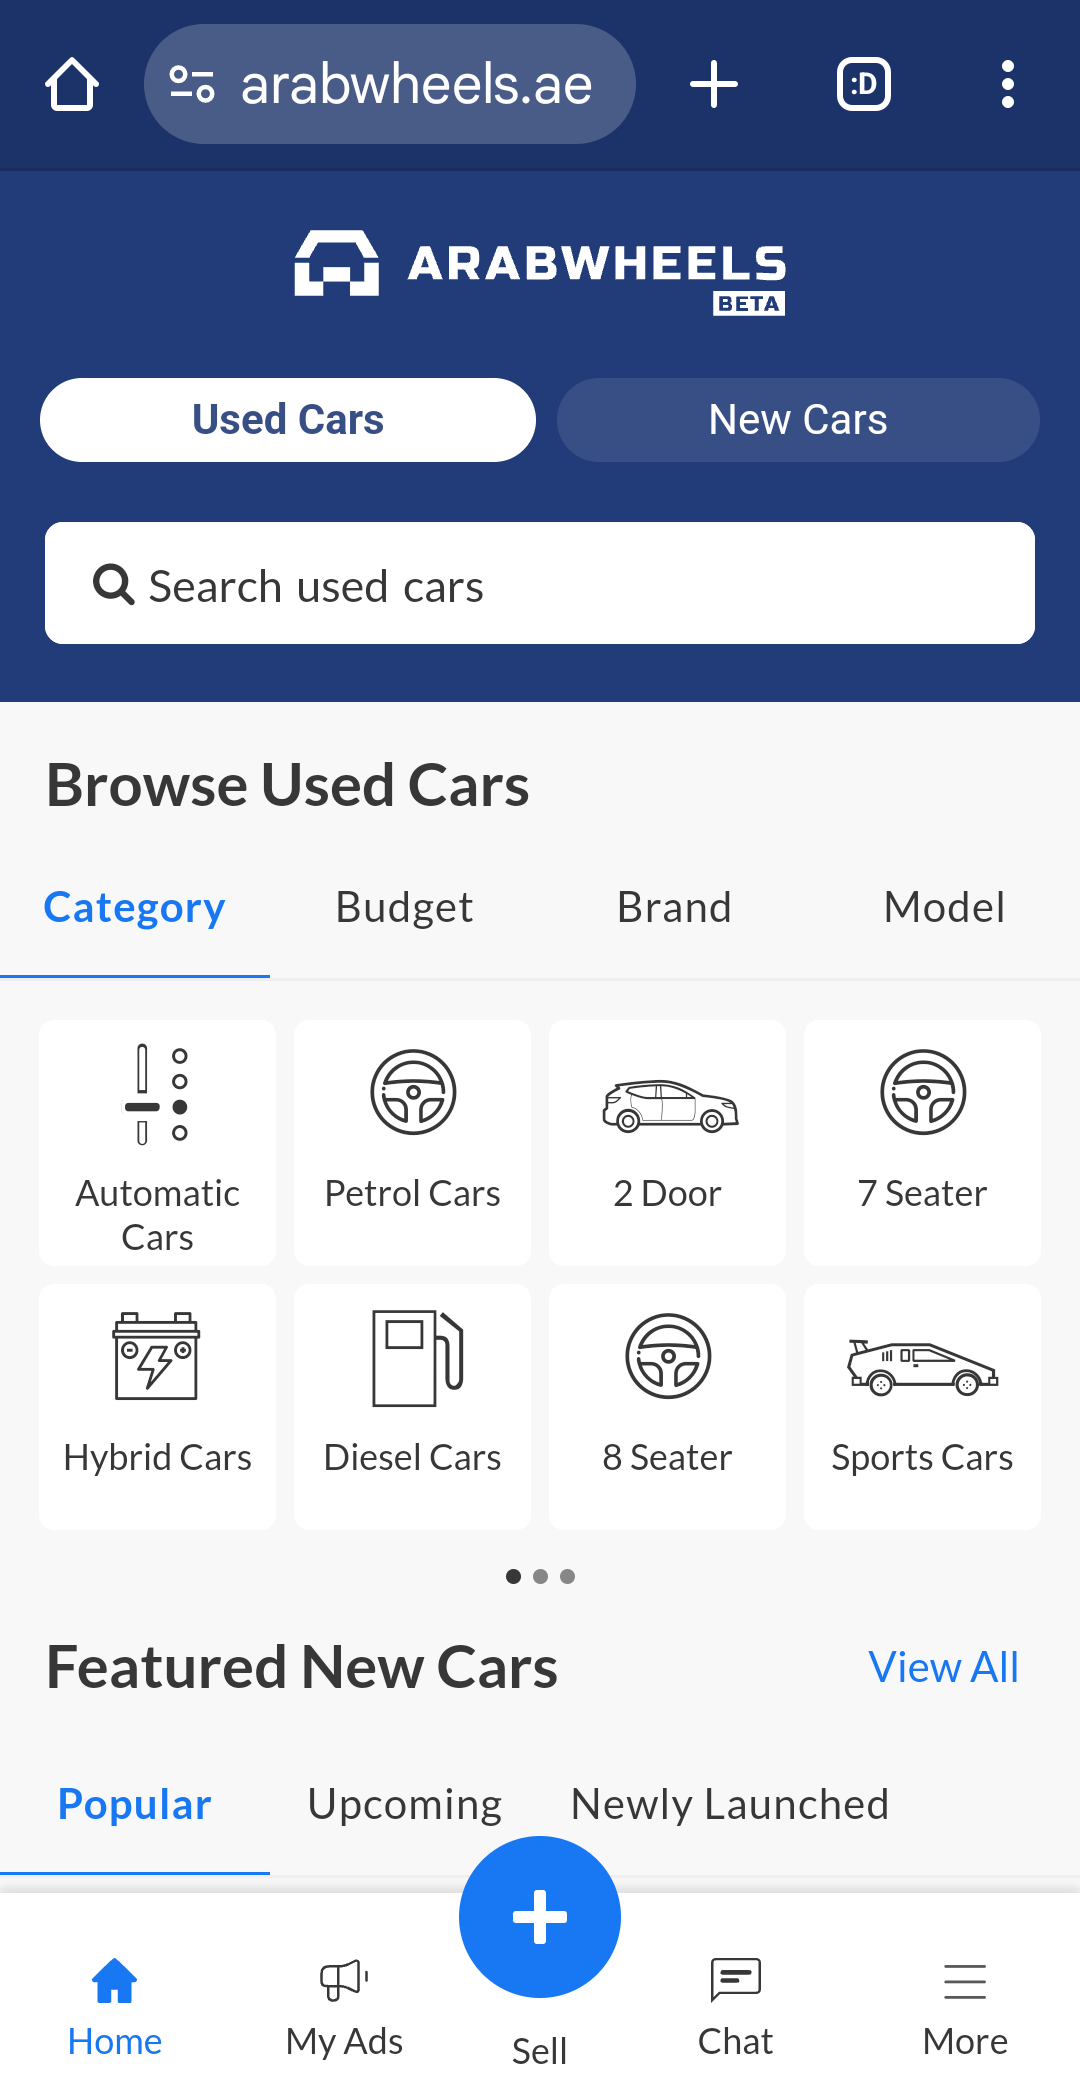 arabwheels.ae
:D
ARABWHEELS
BETA
Used Cars
New Cars
Search used cars
Browse Used Cars
Category
Budget
Brand
Model
Automatic
Cars
Petrol Cars
2 Door
7 Seater
Hybrid Cars
Diesel Cars
8 Seater
Sports Cars
Featured New Cars
View All
Popular
Upcoming
Newly Launched
Home
My Ads
Sell
Chat
More